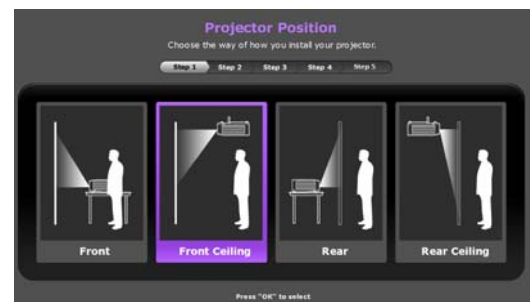 Projector Position
Choose the way of how you install your projector.
Step 1 Step 2 Step 3 Step 4 Step 5
Front Front Ceiling Rear Rear Ceiling
Press "OK" to select